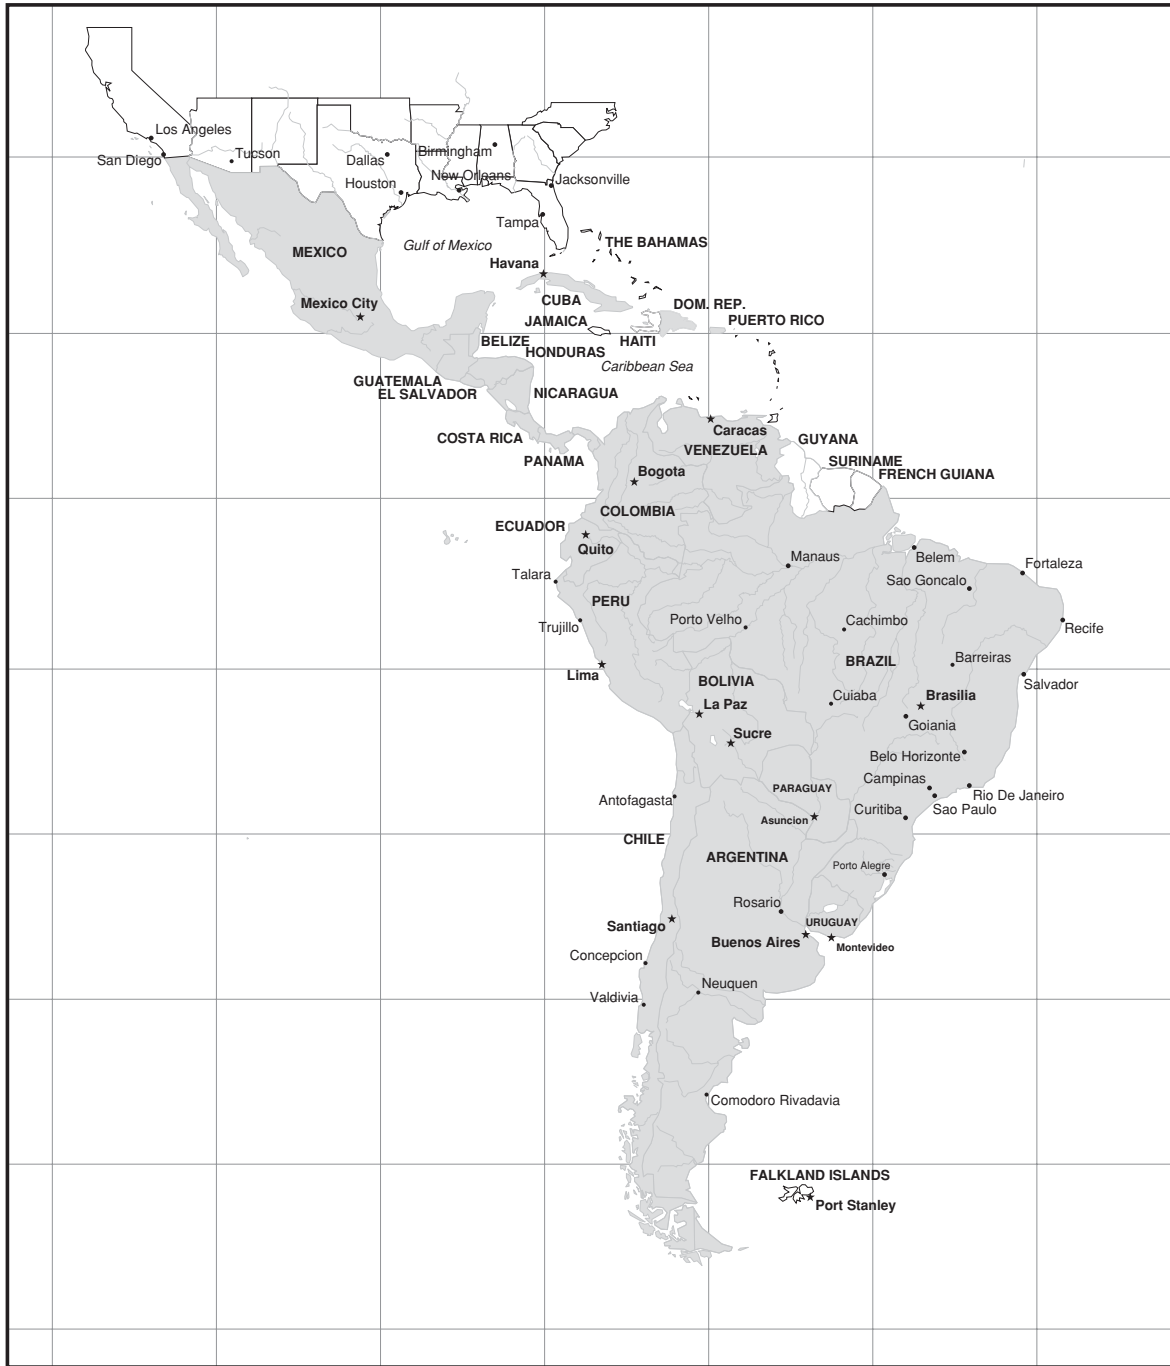 Los Angeles
San Diego
Tucson
Dallas
Birmingham
Houston
New Orleans
Jacksonville
Tampa
Gulf of Mexico
THE BAHAMAS
MEXICO
Havana
Mexico City
CUBA
DOM. REP.
JAMAICA
PUERTO RICO
BELIZE
HAITI
HONDURAS
Caribbean Sea
GUATEMALA
EL SALVADOR
NICARAGUA
COSTA RICA
Caracas
PANAMA
VENEZUELA
GUYANA
SURINAME
FRENCH GUIANA
Bogota
COLOMBIA
ECUADOR
Quito
Manaus
Belem
Fortaleza
Talara
Sao Goncalo
PERU
Trujillo
Porto Velho
Cachimbo
Recife
Lima
BRAZIL
Barreiras
BOLIVIA
Salvador
La Paz
Cuiaba
Brasilia
Goiania
Sucre
Belo Horizonte
Campinas
PARAGUAY
Rio De Janeiro
Antofagasta
Sao Paulo
Curitiba
Asuncion
CHILE
ARGENTINA
Porto Alegre
Rosario
URUGUAY
Santiago
Buenos Aires
Montevideo
Concepcion
Neuquen
Valdivia
Comodoro Rivadavia
FALKLAND ISLANDS
Port Stanley